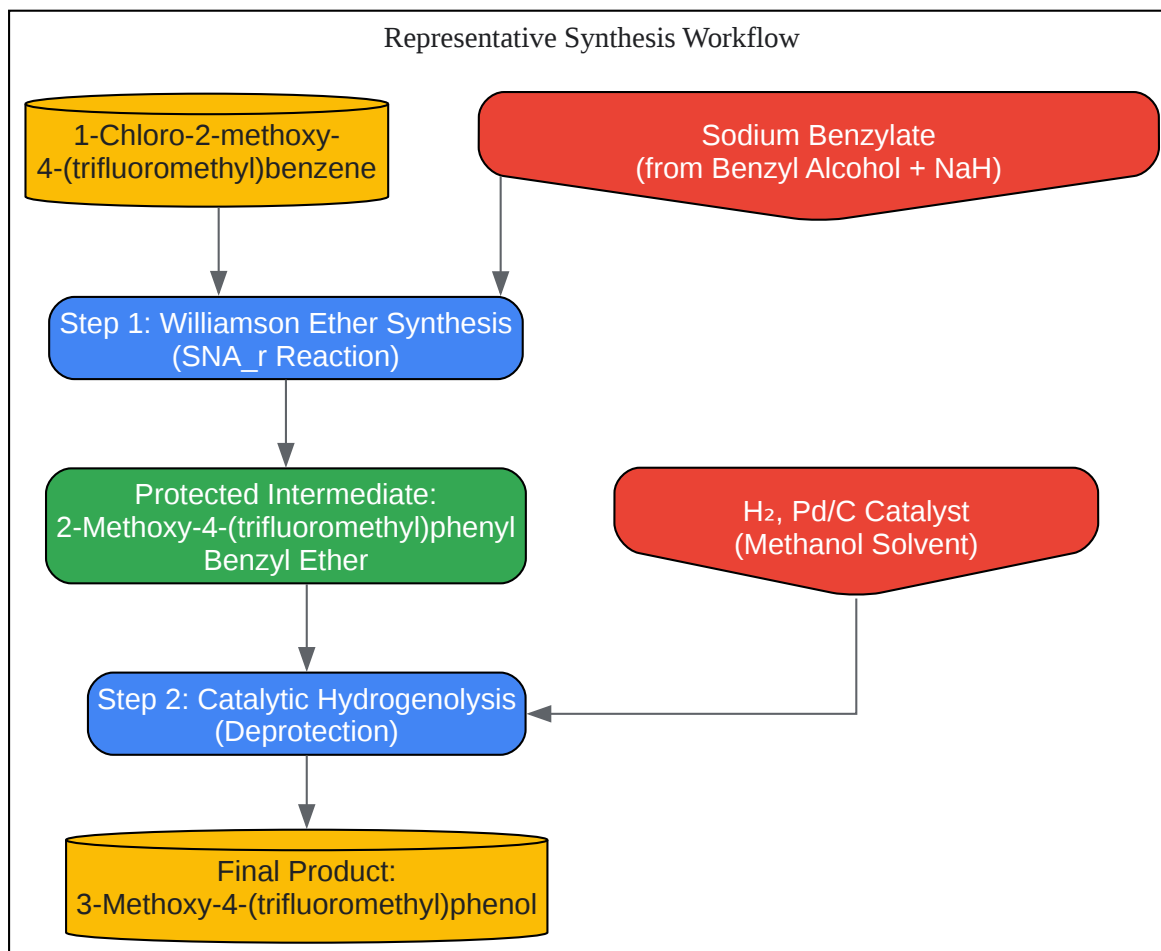 Representative Synthesis Workflow
1-Chloro-2-methoxy-
4-(trifluoromethyl)benzene
Sodium Benzylate
(from Benzyl Alcohol + NaH)
Step 1: Williamson Ether Synthesis
(SNA_r Reaction)
Protected Intermediate:
2-Methoxy-4-(trifluoromethyl)phenyl
Benzyl Ether
H₂, Pd/C Catalyst
(Methanol Solvent)
Step 2: Catalytic Hydrogenolysis
(Deprotection)
Final Product:
3-Methoxy-4-(trifluoromethyl)phenol